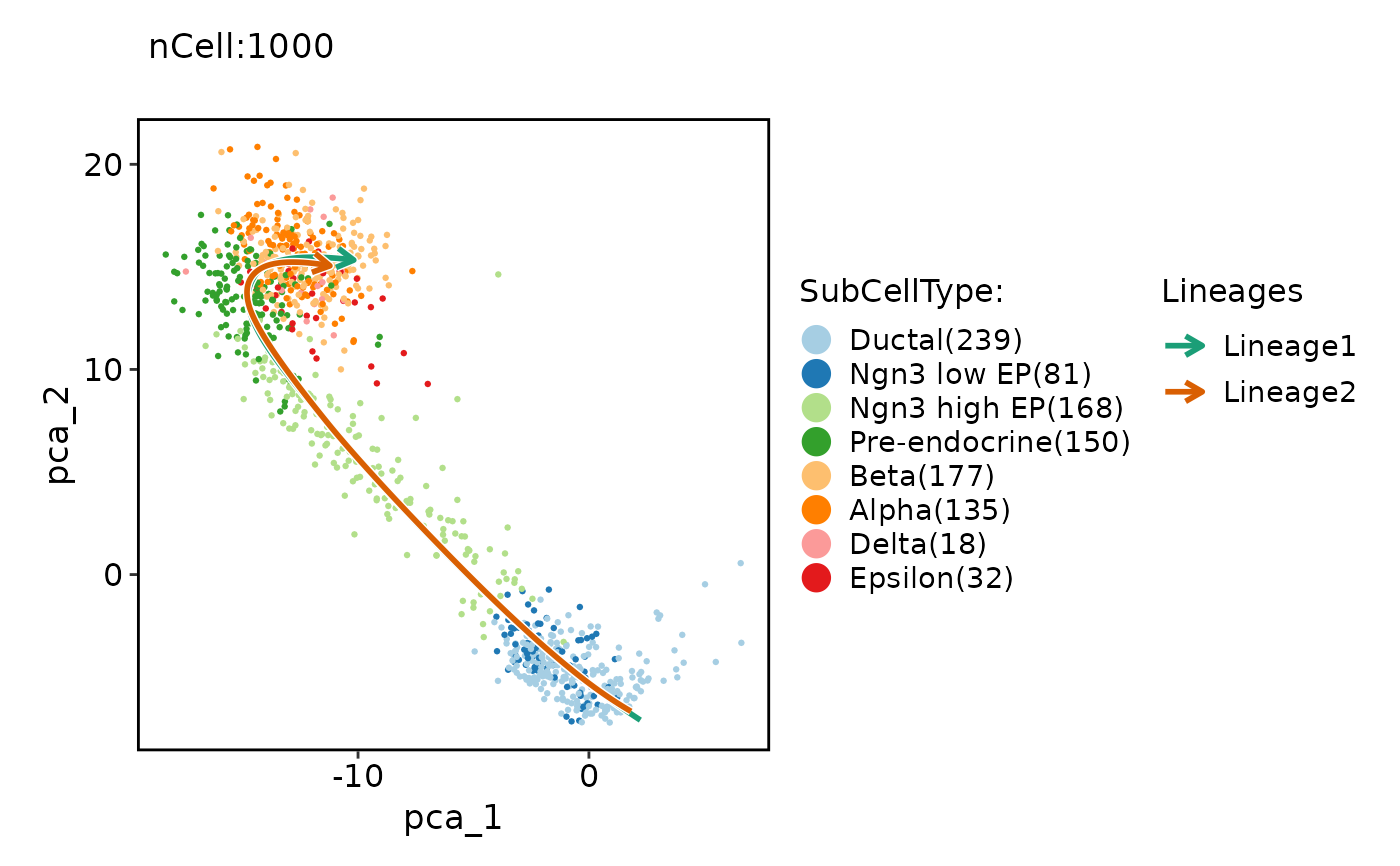 nCell:1000
20
10
0
-10
0
pca_1
pca_2
SubCellType:
Ductal(239)
Ngn3 low EP(81)
Ngn3 high EP(168)
Pre-endocrine(150)
Beta(177)
Alpha(135)
Delta(18)
Epsilon(32)
Lineages
Lineage1
Lineage2